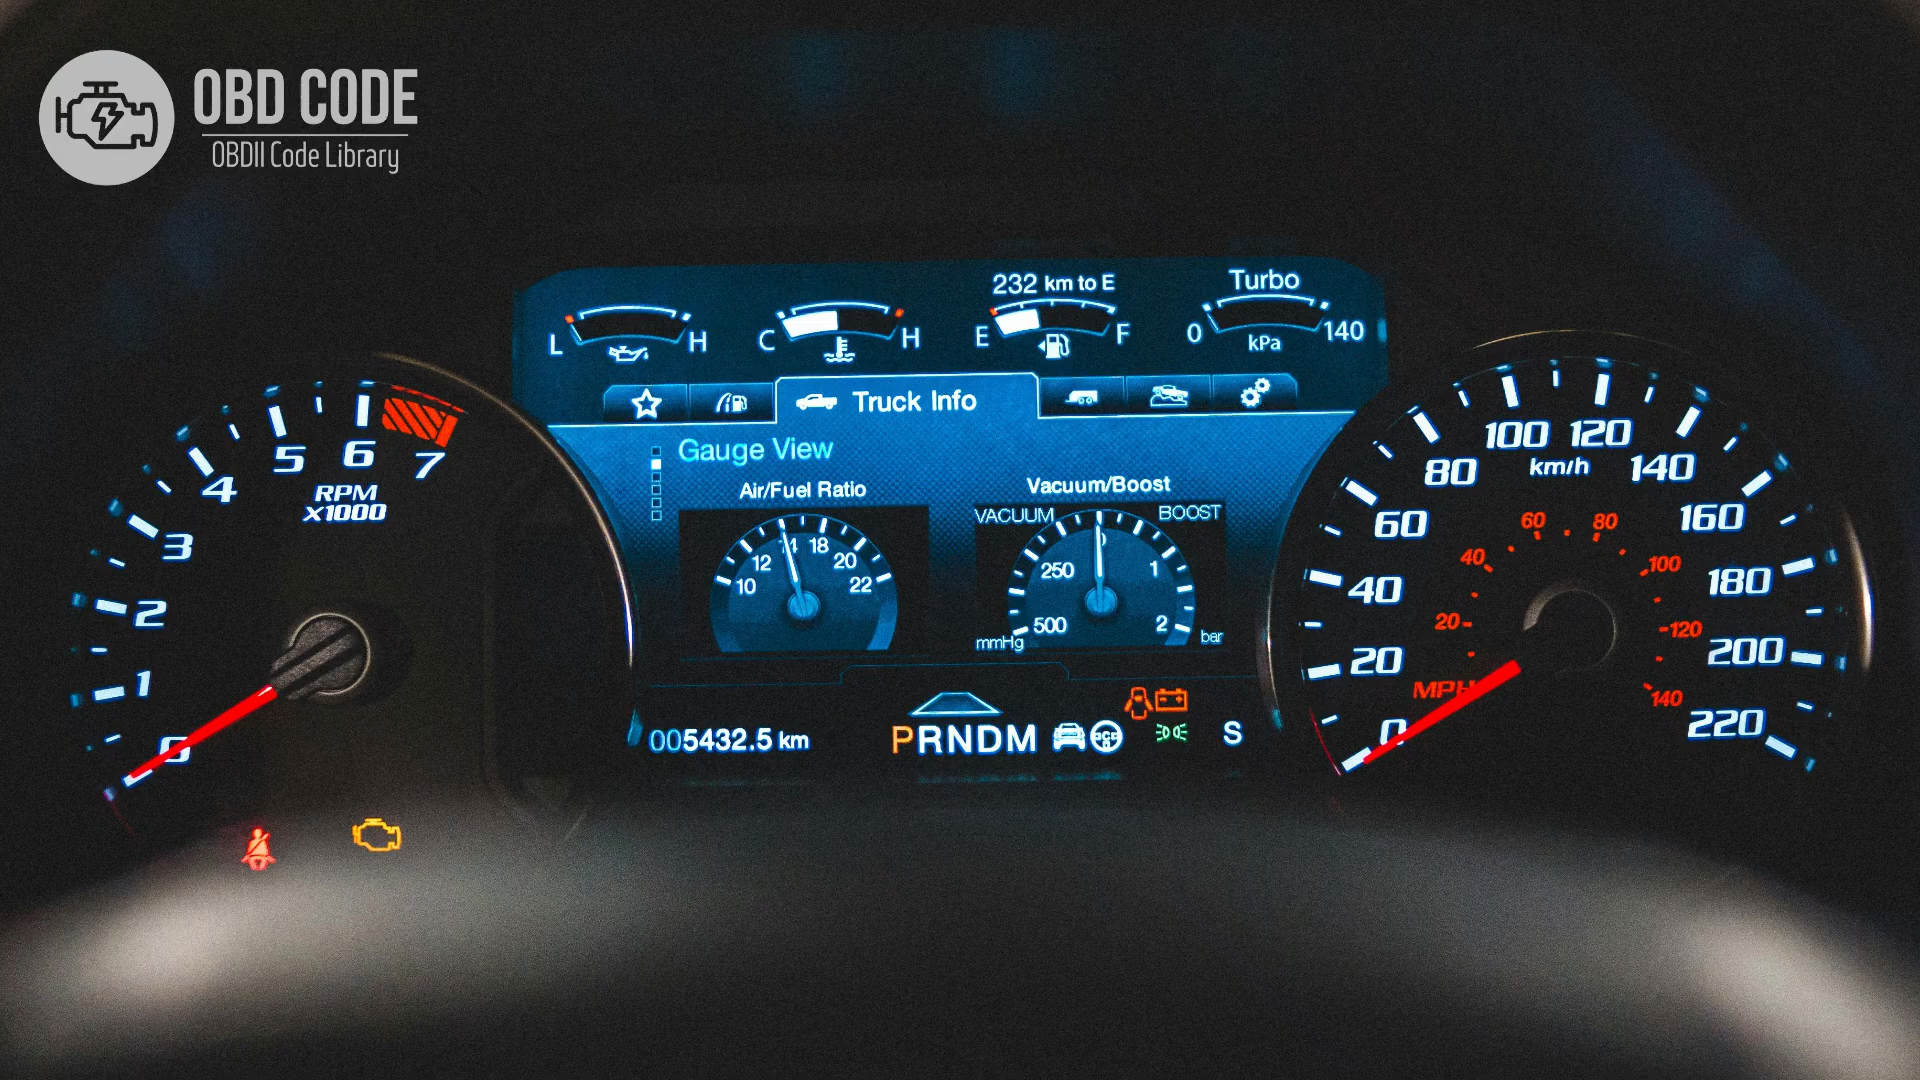 OBD CODE
OBDII Code Library
232 km to E
Turbo
L H
C H
E F
0 140
kPa
Truck Info
Gauge View
Air/Fuel Ratio
10 12 14 18 20 22
Vacuum/Boost
VACUUM BOOST
500 250 0 1 2
mmHg bar
005432.5 km
PRNDM
S
0 1 2 3 4 5 6 7
RPM
X1000
0 20 40 60 80 100 120 140 160 180 200 220
km/h
20 40 60 80 100 120 140
MPH